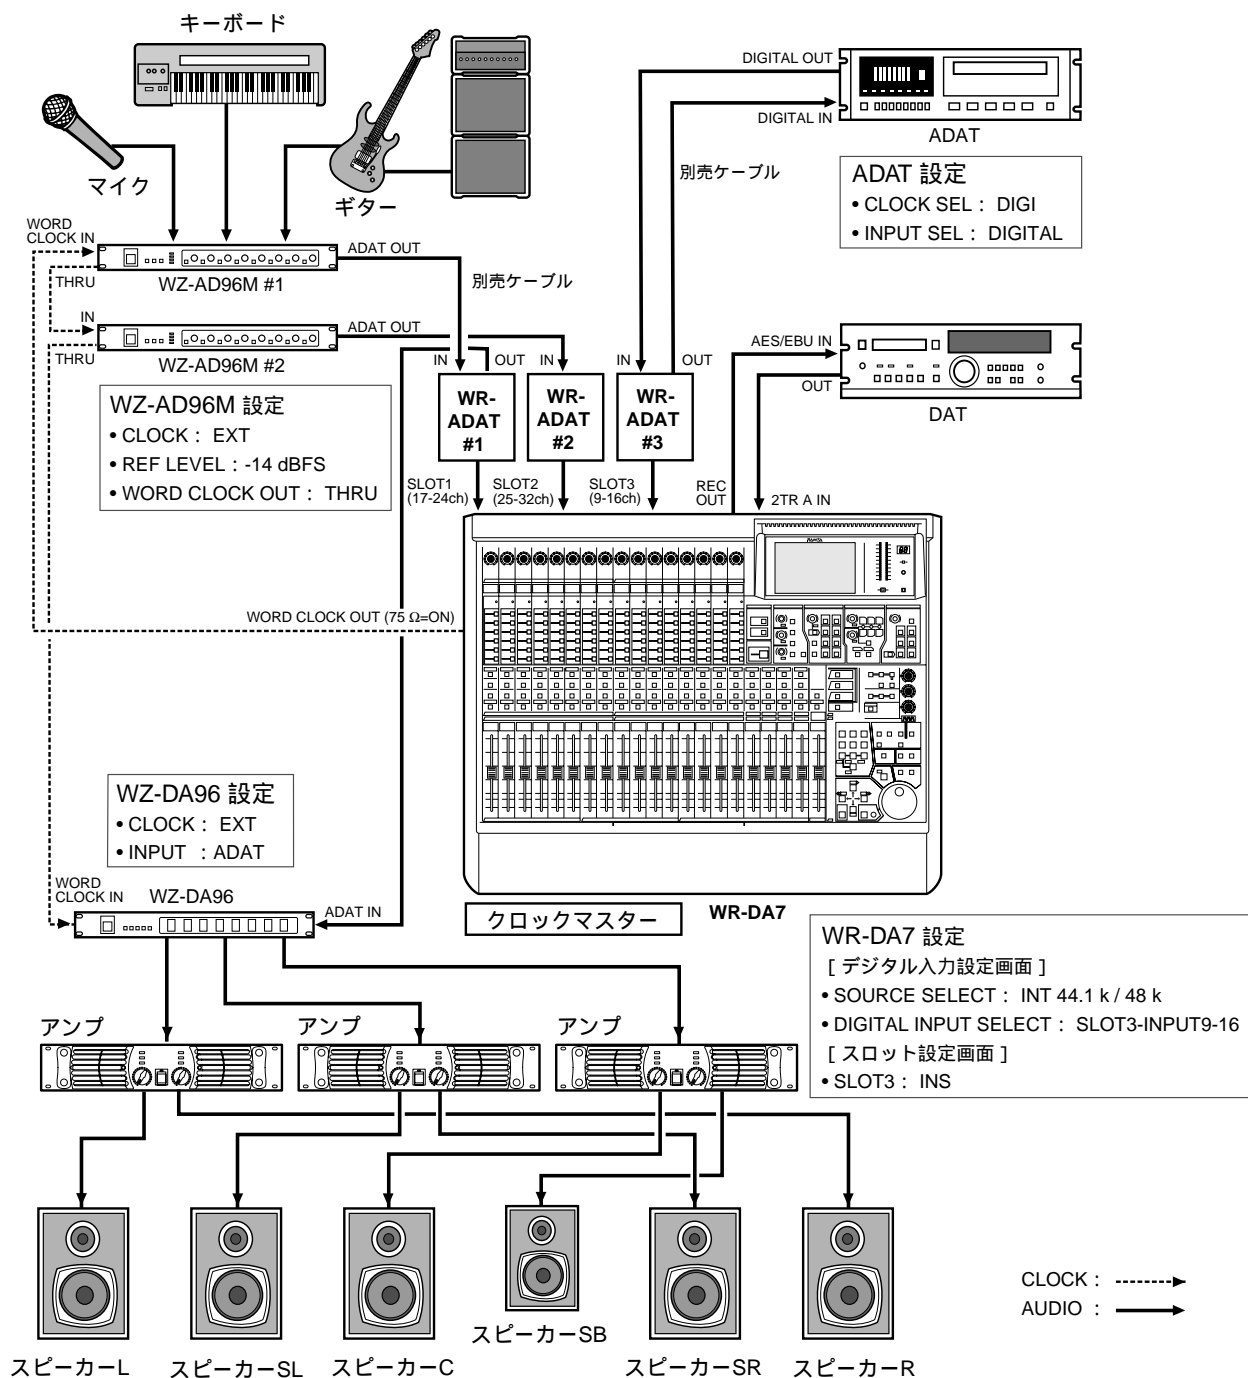 キーボード
マイク
ギター
DIGITAL OUT
DIGITAL IN
ADAT
別売ケーブル
ADAT 設定
• CLOCK SEL : DIGI
• INPUT SEL : DIGITAL
WORD
CLOCK IN
ADAT OUT
THRU
WZ-AD96M #1
別売ケーブル
IN
ADAT OUT
THRU
WZ-AD96M #2
IN
OUT
IN
IN
OUT
AES/EBU IN
OUT
DAT
WZ-AD96M 設定
• CLOCK : EXT
• REF LEVEL : -14 dBFS
• WORD CLOCK OUT : THRU
WR-
ADAT
#1
WR-
ADAT
#2
WR-
ADAT
#3
SLOT1
(17-24ch)
SLOT2
(25-32ch)
SLOT3
(9-16ch)
REC
OUT
2TR A IN
WORD CLOCK OUT (75 Ω=ON)
WZ-DA96 設定
• CLOCK : EXT
• INPUT : ADAT
WORD
CLOCK IN
WZ-DA96
ADAT IN
クロックマスター
WR-DA7
WR-DA7 設定
[ デジタル入力設定画面 ]
• SOURCE SELECT : INT 44.1 k / 48 k
• DIGITAL INPUT SELECT : SLOT3-INPUT9-16
[ スロット設定画面 ]
• SLOT3 : INS
アンプ
アンプ
アンプ
CLOCK :
AUDIO :
スピーカーL
スピーカーSL
スピーカーC
スピーカーSB
スピーカーSR
スピーカーR